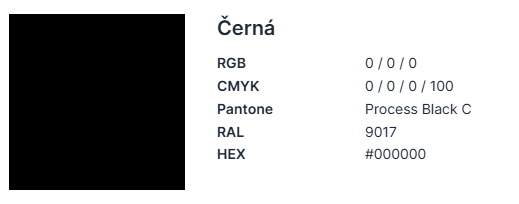 Černá
RGB 0 / 0 / 0
CMYK 0 / 0 / 0 / 100
Pantone Process Black C
RAL 9017
HEX #000000